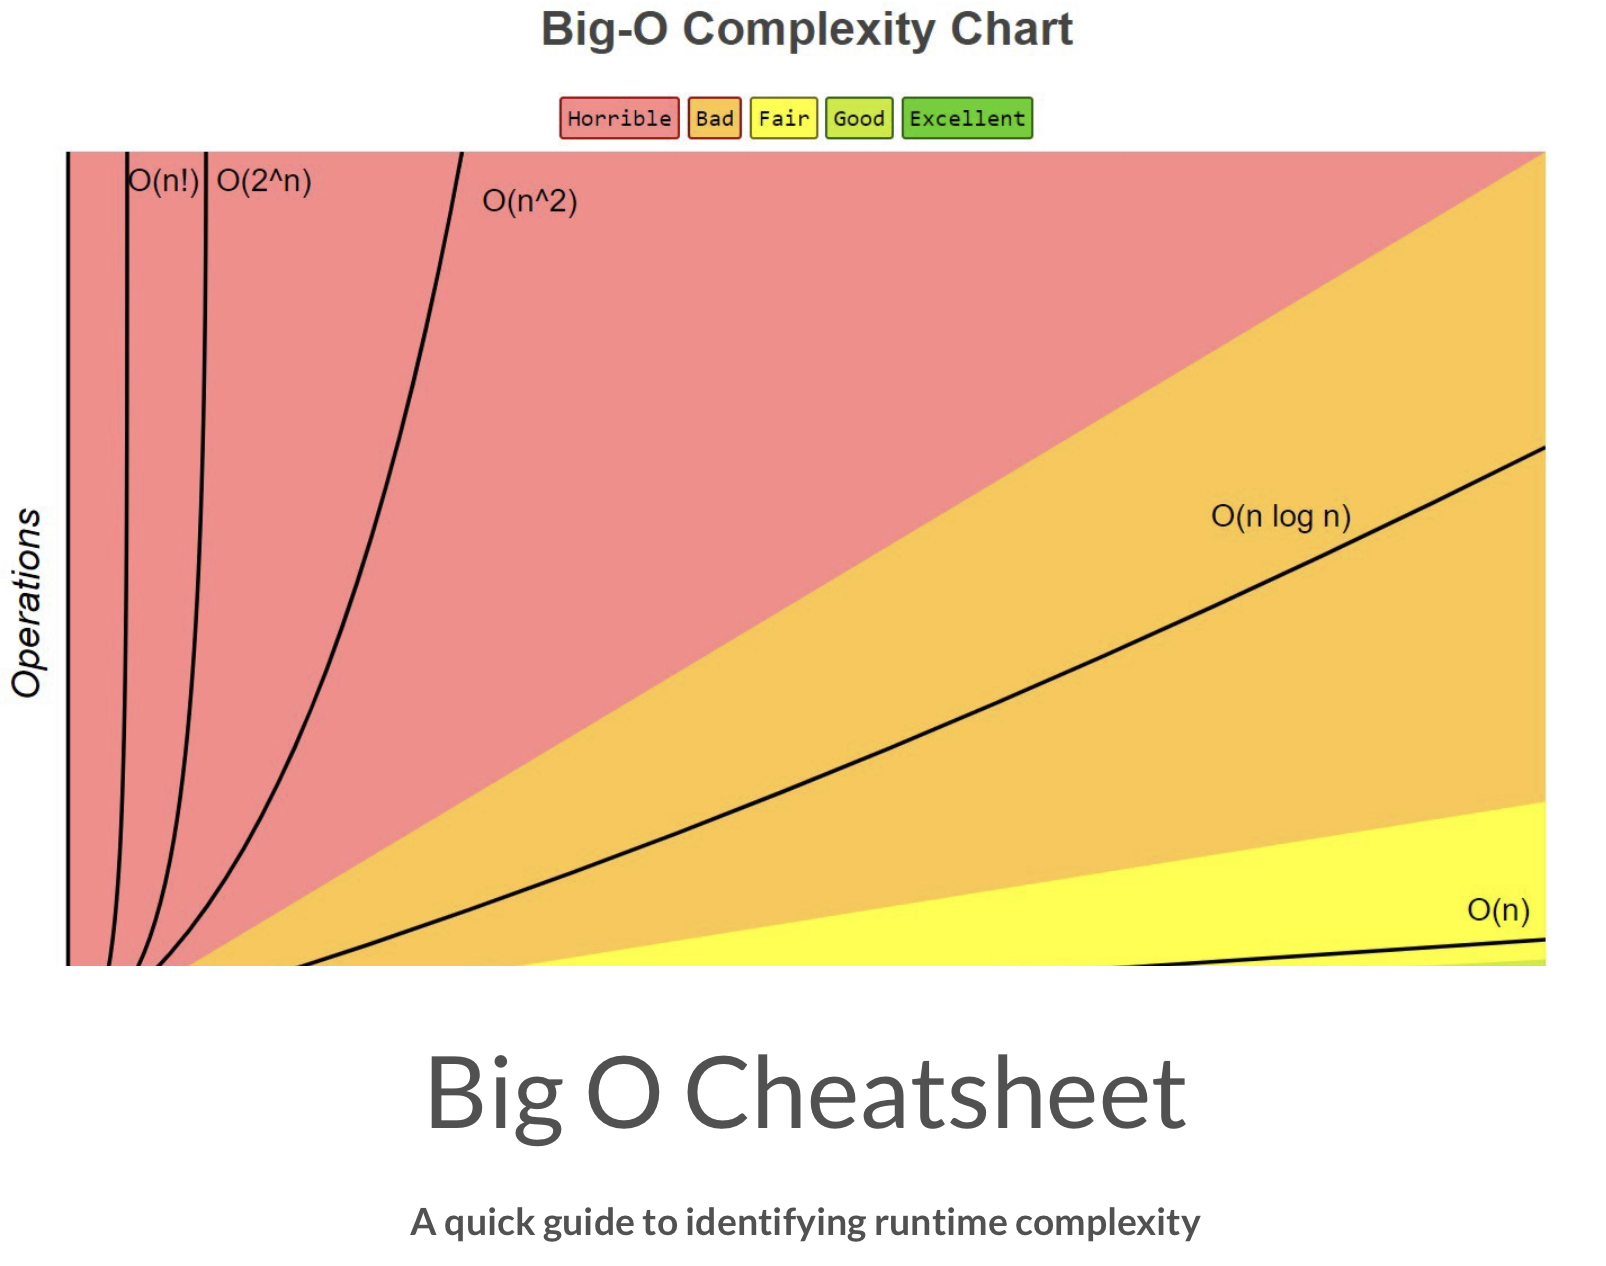 Big-O Complexity Chart
Horrible Bad Fair Good Excellent
O(n!) O(2^n)
O(n^2)
O(n log n)
Operations
O(n)
Big O Cheatsheet
A quick guide to identifying runtime complexity